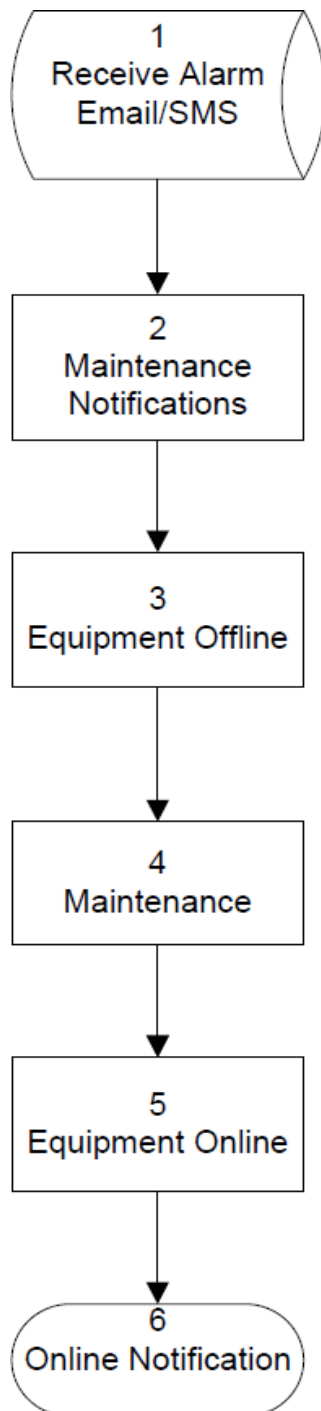 1
Receive Alarm
Email/SMS
2
Maintenance
Notifications
3
Equipment Offline
4
Maintenance
5
Equipment Online
6
Online Notification